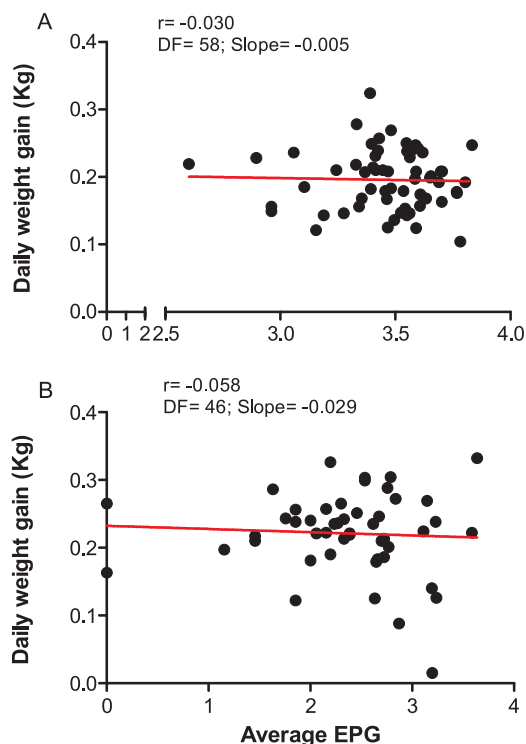 A
r= -0.030
DF= 58; Slope= -0.005
Daily weight gain (Kg)
0.4
0.3
0.2
0.1
0.0
0 1 2 2.5 3.0 3.5 4.0
B
r= -0.058
DF= 46; Slope= -0.029
Daily weight gain (Kg)
0.4
0.3
0.2
0.1
0.0
0 1 2 3 4
Average EPG